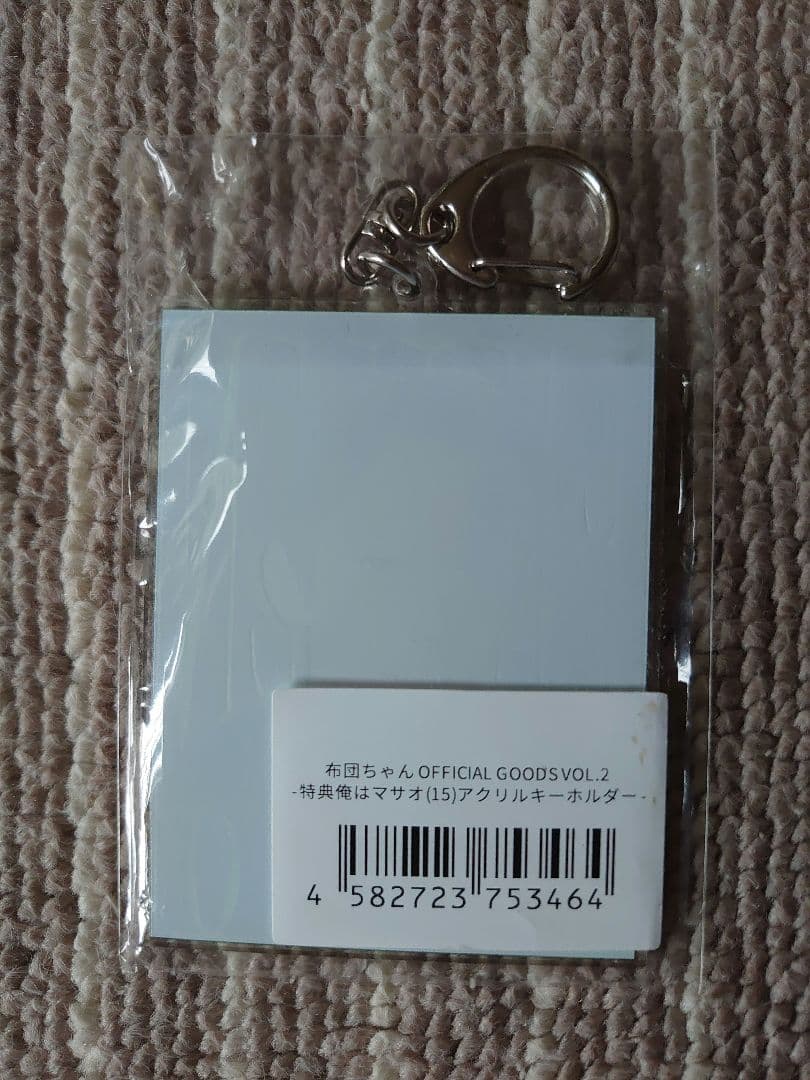 布団ちゃん OFFICIAL GOODS VOL.2
-特典俺はマサオ(15)アクリルキーホルダー-
4 582723 753464